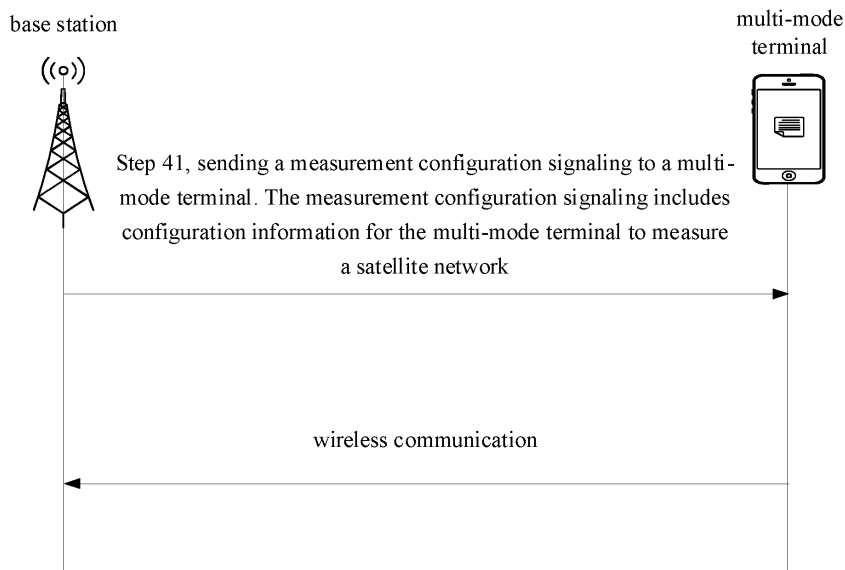 base station
multi-mode
terminal
Step 41, sending a measurement configuration signaling to a multi-
mode terminal. The measurement configuration signaling includes
configuration information for the multi-mode terminal to measure
a satellite network
wireless communication